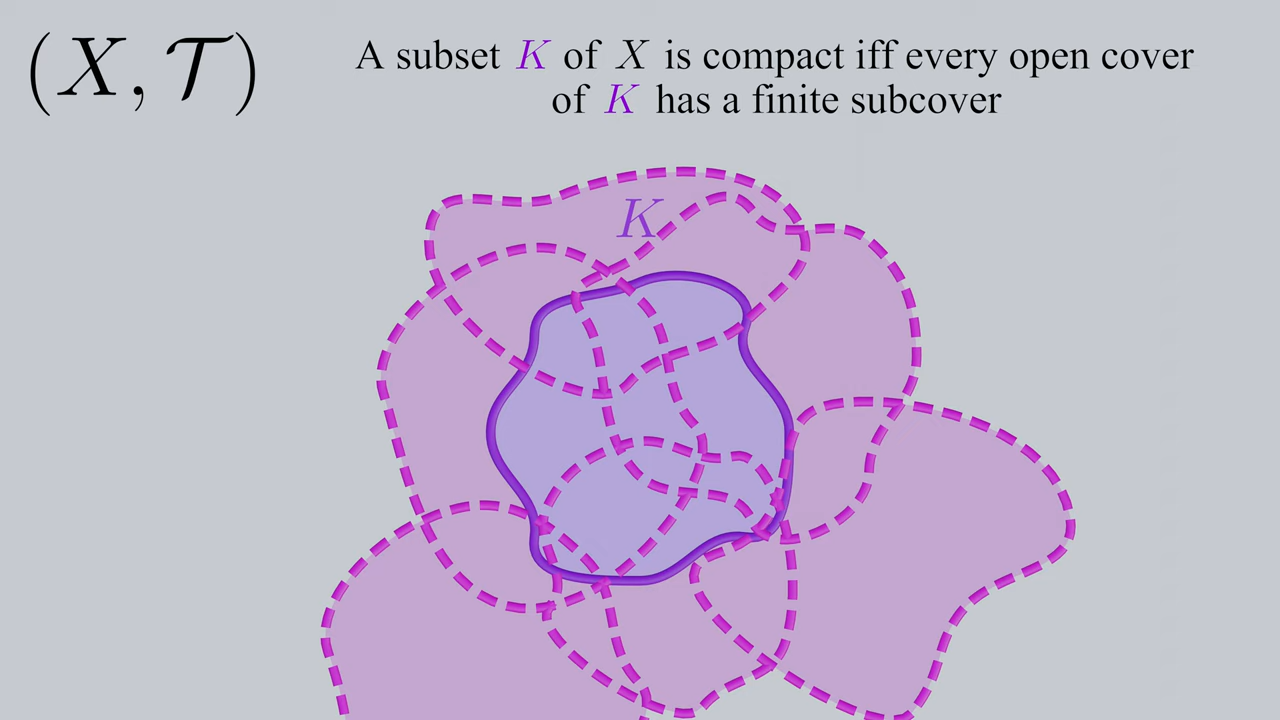 (X, 𝒯)
A subset K of X is compact iff every open cover
of K has a finite subcover
K